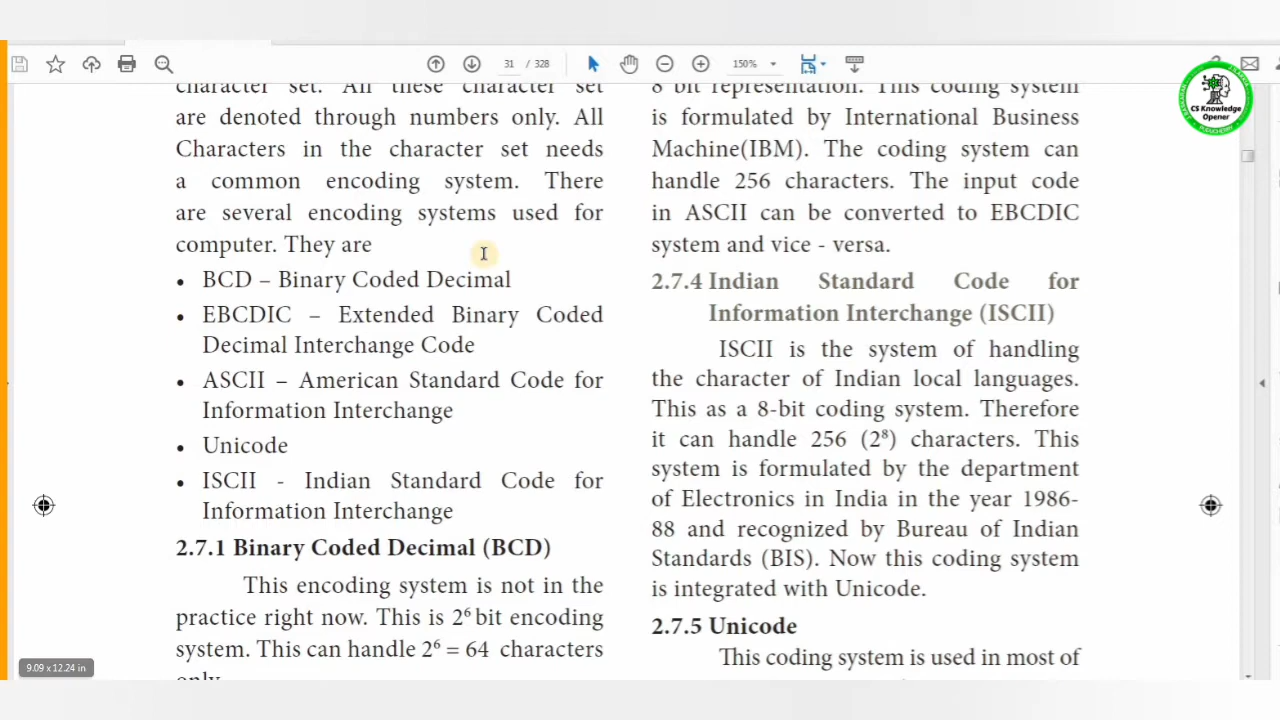 31 / 328
150%
CS Knowledge
Opener
character set. All these character set
are denoted through numbers only. All
Characters in the character set needs
a common encoding system. There
are several encoding systems used for
computer. They are
• BCD – Binary Coded Decimal
• EBCDIC – Extended Binary Coded
Decimal Interchange Code
• ASCII – American Standard Code for
Information Interchange
• Unicode
• ISCII - Indian Standard Code for
Information Interchange
2.7.1 Binary Coded Decimal (BCD)
This encoding system is not in the
practice right now. This is 2⁶ bit encoding
system. This can handle 2⁶ = 64 characters
only.
8 bit representation. This coding system
is formulated by International Business
Machine(IBM). The coding system can
handle 256 characters. The input code
in ASCII can be converted to EBCDIC
system and vice - versa.
2.7.4 Indian Standard Code for
Information Interchange (ISCII)
ISCII is the system of handling
the character of Indian local languages.
This as a 8-bit coding system. Therefore
it can handle 256 (2⁸) characters. This
system is formulated by the department
of Electronics in India in the year 1986-
88 and recognized by Bureau of Indian
Standards (BIS). Now this coding system
is integrated with Unicode.
2.7.5 Unicode
This coding system is used in most of
9.09 x 12.24 in